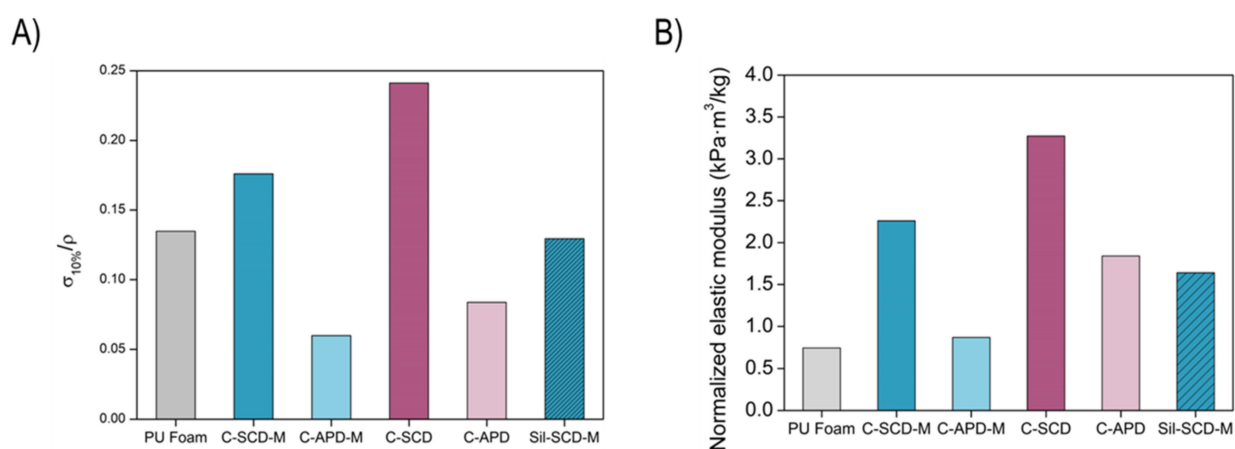 A)
0.25
0.20
0.15
0.10
0.05
0.00
σ10%/ρ
PU Foam C-SCD-M C-APD-M C-SCD C-APD Sil-SCD-M
B)
4.0
3.5
3.0
2.5
2.0
1.5
1.0
0.5
0.0
Normalized elastic modulus (kPa·m³/kg)
PU Foam C-SCD-M C-APD-M C-SCD C-APD Sil-SCD-M